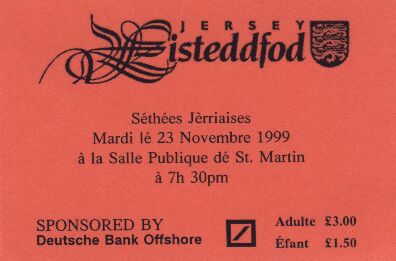 JERSEY
Eisteddfod
Séthées Jèrriaises
Mardi lé 23 Novembre 1999
à la Salle Publique dé St. Martin
à 7h 30pm
SPONSORED BY
Deutsche Bank Offshore
Adulte £3.00
Éfant £1.50